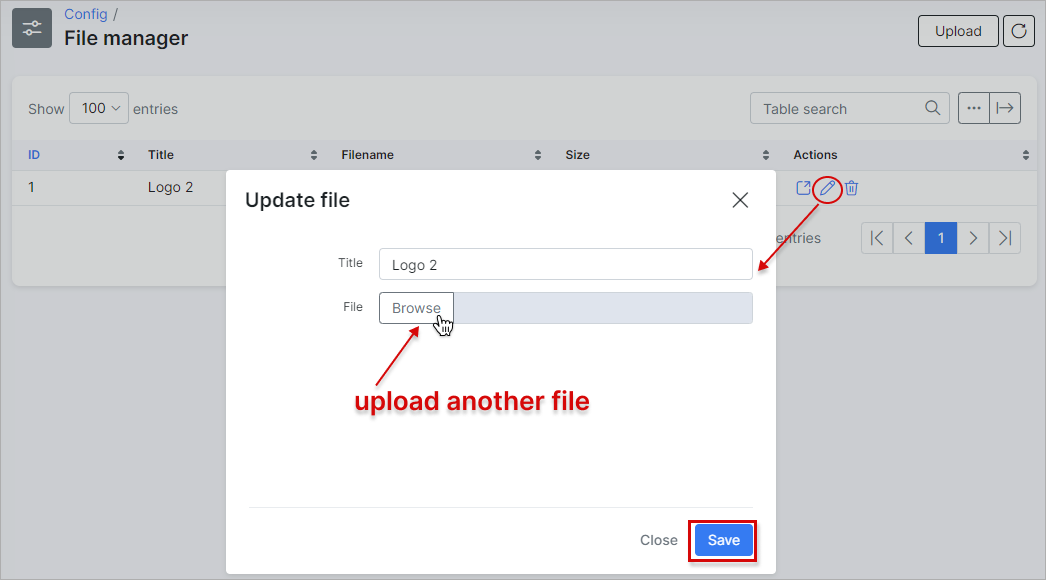 Config /
File manager
Upload
Show 100 entries
Table search
ID Title Filename Size Actions
1 Logo 2
entries
1
Update file
Title Logo 2
File Browse
upload another file
Close Save